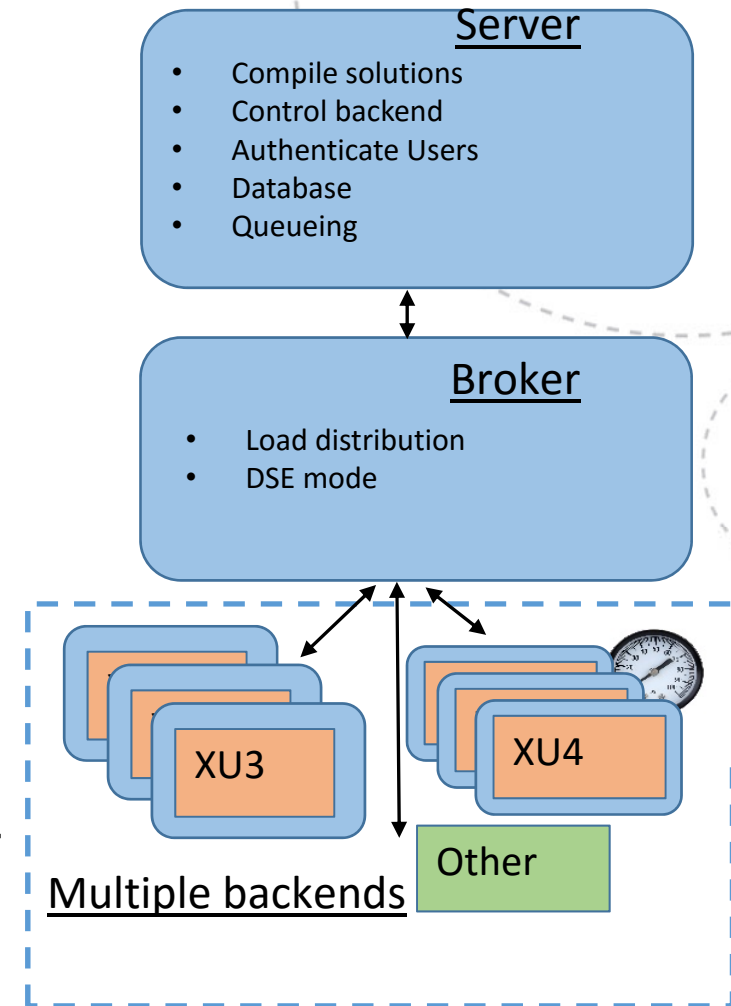 Server
• Compile solutions
• Control backend
• Authenticate Users
• Database
• Queueing
Broker
• Load distribution
• DSE mode
XU3
XU4
Other
Multiple backends